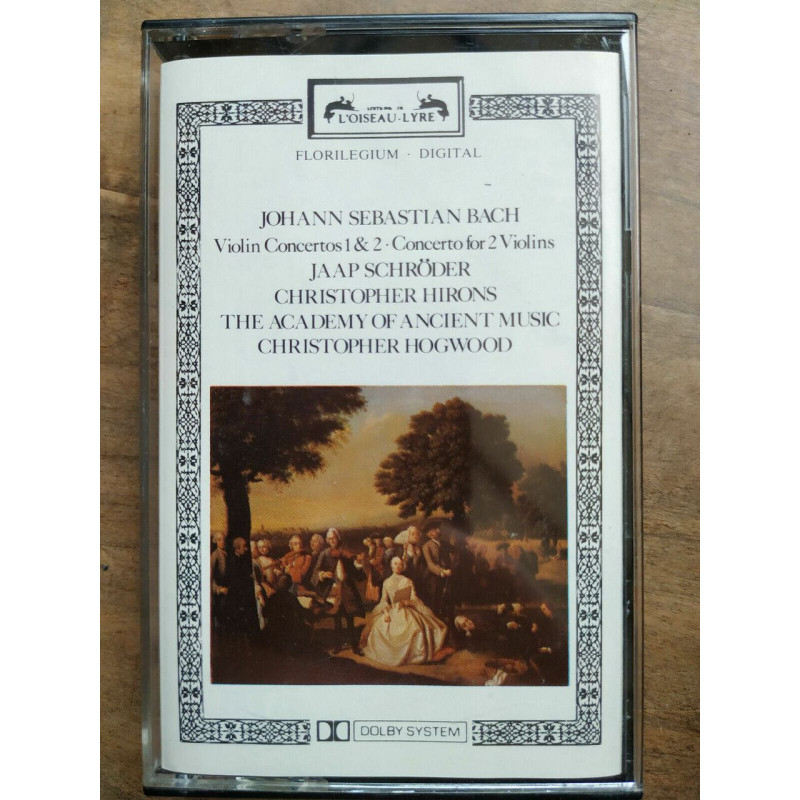 L'OISEAU-LYRE
FLORILEGIUM · DIGITAL
JOHANN SEBASTIAN BACH
Violin Concertos 1 & 2 · Concerto for 2 Violins
JAAP SCHRÖDER
CHRISTOPHER HIRONS
THE ACADEMY OF ANCIENT MUSIC
CHRISTOPHER HOGWOOD
DOLBY SYSTEM